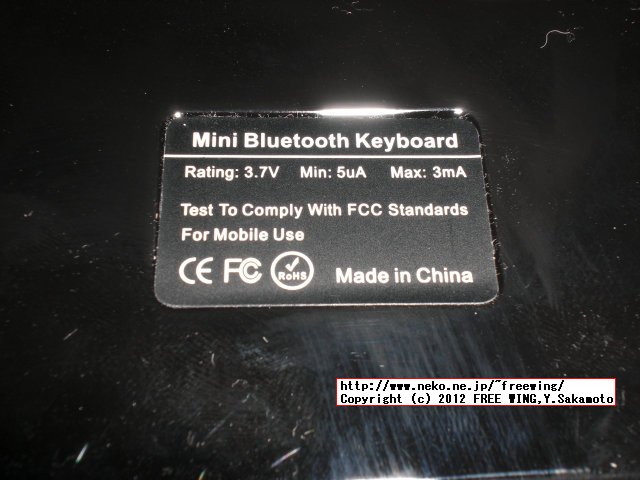 Mini Bluetooth Keyboard
Rating: 3.7V Min: 5uA Max: 3mA
Test To Comply With FCC Standards
For Mobile Use
CE FC RoHS Made in China
http://www.neko.ne.jp/~freewing/
Copyright (c) 2012 FREE WING,Y.Sakamoto